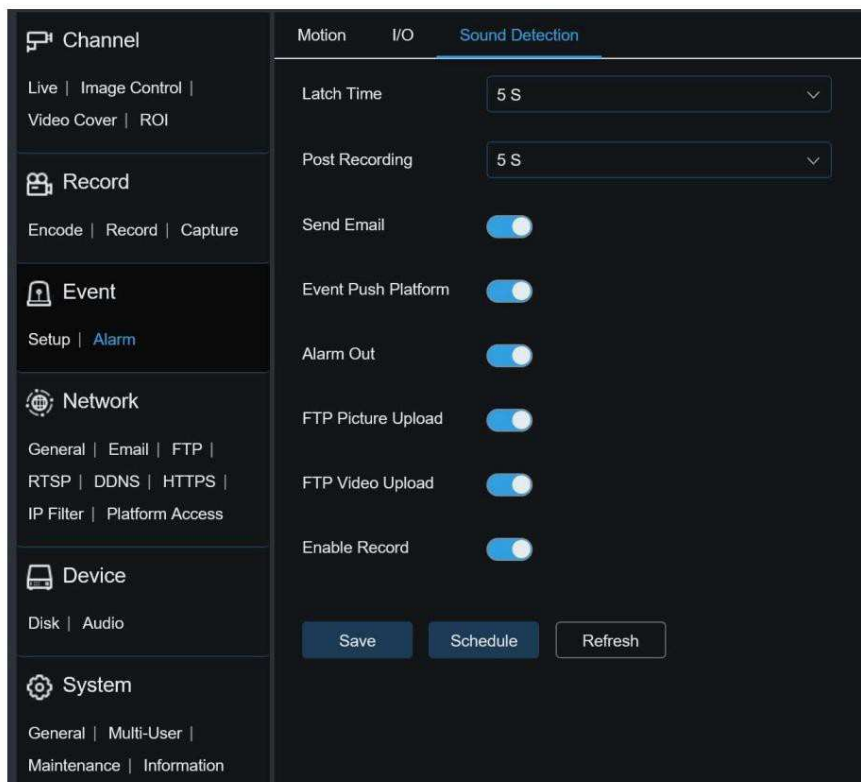 Channel
Live | Image Control |
Video Cover | ROI
Record
Encode | Record | Capture
Event
Setup | Alarm
Network
General | Email | FTP |
RTSP | DDNS | HTTPS |
IP Filter | Platform Access
Device
Disk | Audio
System
General | Multi-User |
Maintenance | Information
Motion I/O Sound Detection
Latch Time 5 S
Post Recording 5 S
Send Email
Event Push Platform
Alarm Out
FTP Picture Upload
FTP Video Upload
Enable Record
Save Schedule Refresh